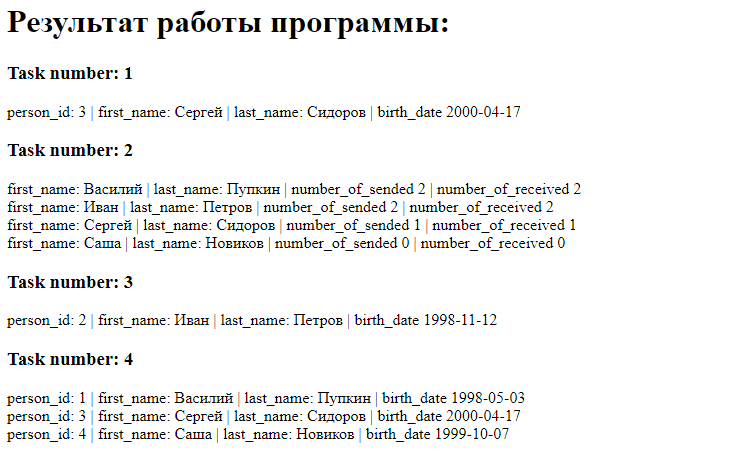 Результат работы программы:
Task number: 1
person_id: 3 | first_name: Сергей | last_name: Сидоров | birth_date 2000-04-17
Task number: 2
first_name: Василий | last_name: Пупкин | number_of_sended 2 | number_of_received 2
first_name: Иван | last_name: Петров | number_of_sended 2 | number_of_received 2
first_name: Сергей | last_name: Сидоров | number_of_sended 1 | number_of_received 1
first_name: Саша | last_name: Новиков | number_of_sended 0 | number_of_received 0
Task number: 3
person_id: 2 | first_name: Иван | last_name: Петров | birth_date 1998-11-12
Task number: 4
person_id: 1 | first_name: Василий | last_name: Пупкин | birth_date 1998-05-03
person_id: 3 | first_name: Сергей | last_name: Сидоров | birth_date 2000-04-17
person_id: 4 | first_name: Саша | last_name: Новиков | birth_date 1999-10-07